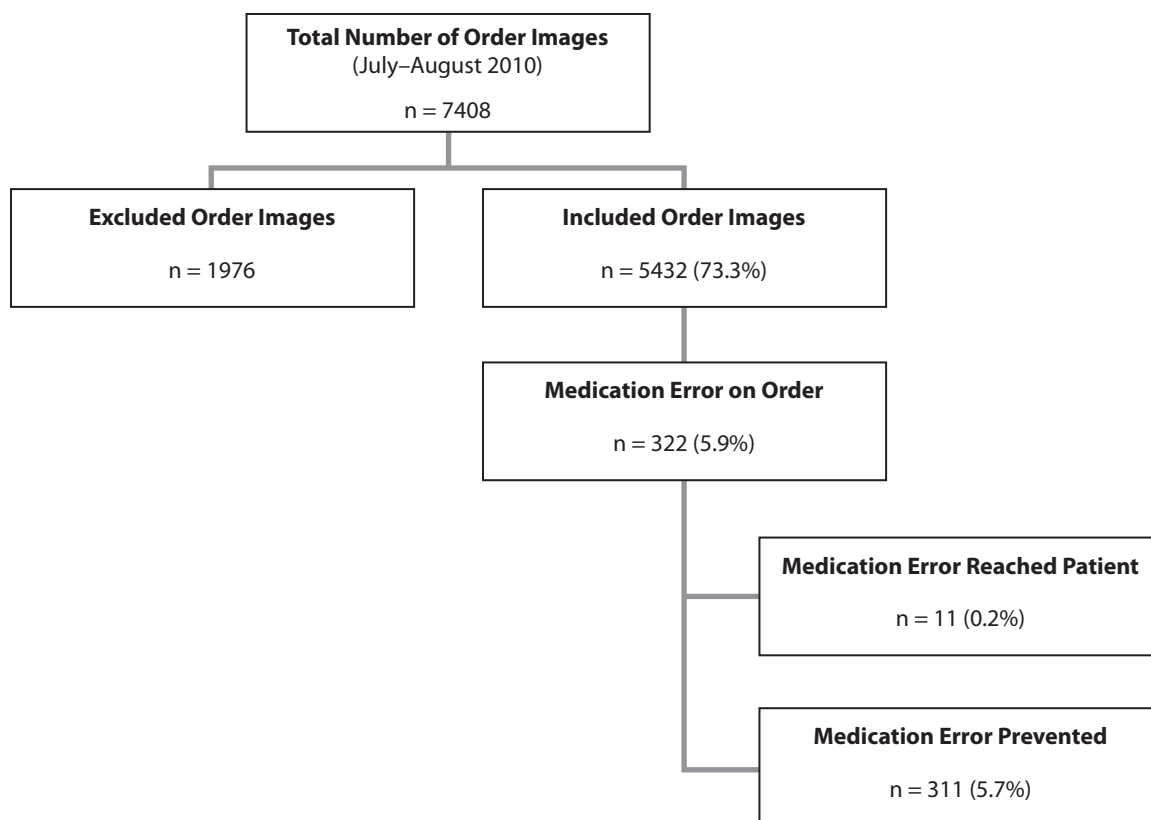 Total Number of Order Images
(July–August 2010)
n = 7408
Excluded Order Images
n = 1976
Included Order Images
n = 5432 (73.3%)
Medication Error on Order
n = 322 (5.9%)
Medication Error Reached Patient
n = 11 (0.2%)
Medication Error Prevented
n = 311 (5.7%)